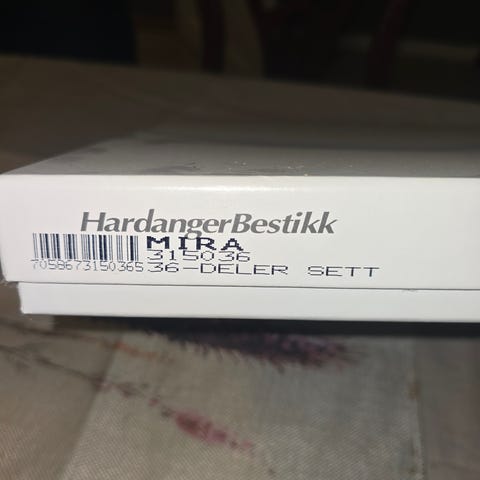 HardangerBestikk
MIRA
315036
7058673150365 36-DELER SETT